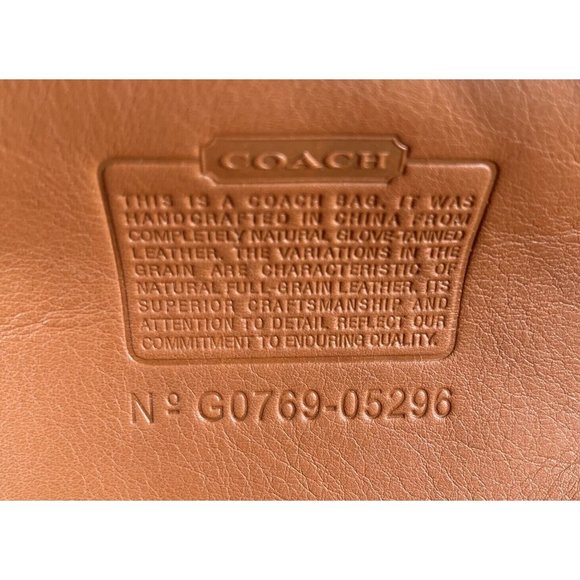 COACH
THIS IS A COACH BAG. IT WAS
HANDCRAFTED IN CHINA FROM
COMPLETELY NATURAL GLOVE-TANNED
LEATHER. THE VARIATIONS IN THE
GRAIN ARE CHARACTERISTIC OF
NATURAL FULL-GRAIN LEATHER. ITS
SUPERIOR CRAFTSMANSHIP AND
ATTENTION TO DETAIL REFLECT OUR
COMMITMENT TO ENDURING QUALITY.
Nº G0769-05296